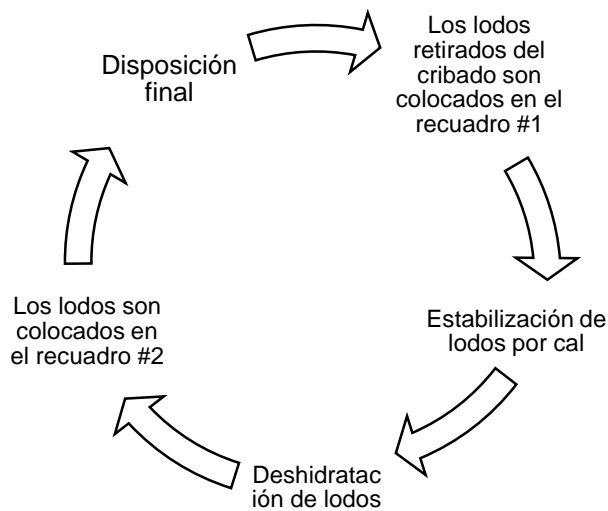 Los lodos
retirados del
cribado son
colocados en el
recuadro #1
Estabilización de
lodos por cal
Deshidratac
ión de lodos
Los lodos son
colocados en
el recuadro #2
Disposición
final